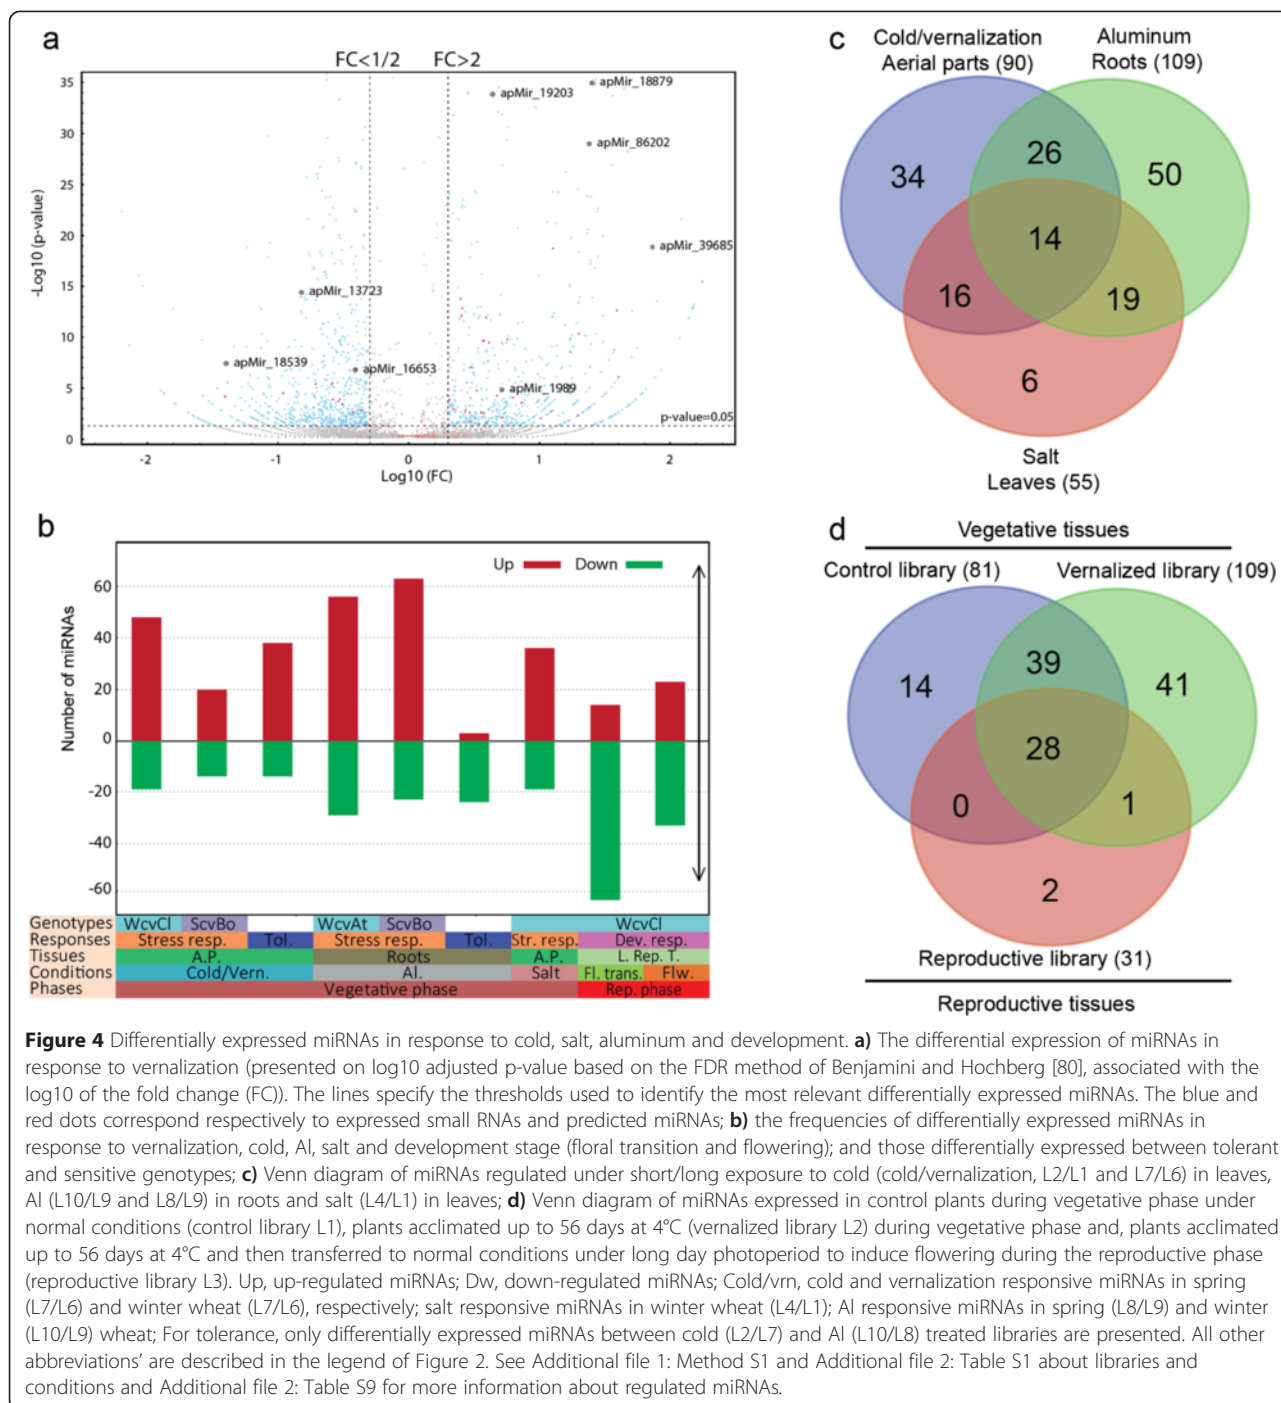 a
FC<1/2
FC>2
35
30
25
20
15
10
5
0
-Log10 (p-value)
apMir_18879
apMir_19203
apMir_86202
apMir_39685
apMir_13723
apMir_18539
apMir_16653
apMir_1989
p-value=0.05
-2
-1
0
1
2
Log10 (FC)
b
Up
Down
60
40
20
0
-20
-40
-60
Number of miRNAs
Genotypes WcvCl ScvBo WcvAt ScvBo WcvCl
Responses Stress resp. Tol. Stress resp. Tol. Str. resp. Dev. resp.
Tissues A.P. Roots A.P. L. Rep. T.
Conditions Cold/Vern. Al. Salt Fl. trans. Flw.
Phases Vegetative phase Rep. phase
c
Cold/vernalization
Aerial parts (90)
Aluminum
Roots (109)
34
26
50
14
16
19
6
Salt
Leaves (55)
d
Vegetative tissues
Control library (81)
Vernalized library (109)
14
39
41
28
0
1
2
Reproductive library (31)
Reproductive tissues
Figure 4 Differentially expressed miRNAs in response to cold, salt, aluminum and development. a) The differential expression of miRNAs in
response to vernalization (presented on log10 adjusted p-value based on the FDR method of Benjamini and Hochberg [80], associated with the
log10 of the fold change (FC)). The lines specify the thresholds used to identify the most relevant differentially expressed miRNAs. The blue and
red dots correspond respectively to expressed small RNAs and predicted miRNAs; b) the frequencies of differentially expressed miRNAs in
response to vernalization, cold, Al, salt and development stage (floral transition and flowering); and those differentially expressed between tolerant
and sensitive genotypes; c) Venn diagram of miRNAs regulated under short/long exposure to cold (cold/vernalization, L2/L1 and L7/L6) in leaves,
Al (L10/L9 and L8/L9) in roots and salt (L4/L1) in leaves; d) Venn diagram of miRNAs expressed in control plants during vegetative phase under
normal conditions (control library L1), plants acclimated up to 56 days at 4°C (vernalized library L2) during vegetative phase and, plants acclimated
up to 56 days at 4°C and then transferred to normal conditions under long day photoperiod to induce flowering during the reproductive phase
(reproductive library L3). Up, up-regulated miRNAs; Dw, down-regulated miRNAs; Cold/vrn, cold and vernalization responsive miRNAs in spring
(L7/L6) and winter wheat (L7/L6), respectively; salt responsive miRNAs in winter wheat (L4/L1); Al responsive miRNAs in spring (L8/L9) and winter
(L10/L9) wheat; For tolerance, only differentially expressed miRNAs between cold (L2/L7) and Al (L10/L8) treated libraries are presented. All other
abbreviations' are described in the legend of Figure 2. See Additional file 1: Method S1 and Additional file 2: Table S1 about libraries and
conditions and Additional file 2: Table S9 for more information about regulated miRNAs.